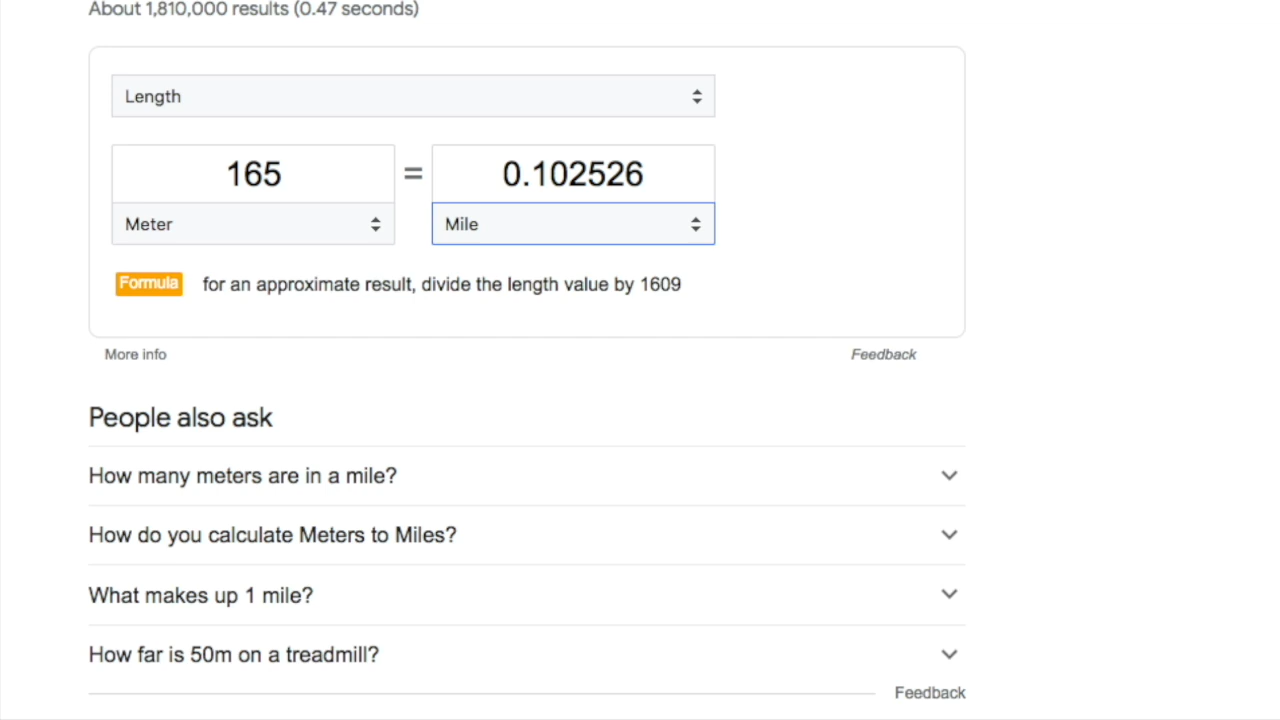 About 1,810,000 results (0.47 seconds)
Length
165 = 0.102526
Meter Mile
Formula for an approximate result, divide the length value by 1609
More info Feedback
People also ask
How many meters are in a mile?
How do you calculate Meters to Miles?
What makes up 1 mile?
How far is 50m on a treadmill?
Feedback